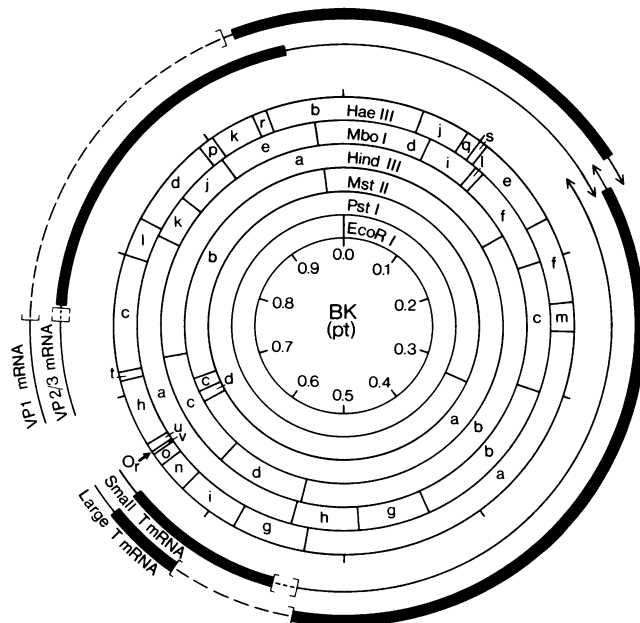 Hae III
Mbo I
Hind III
Mst II
Pst I
EcoR I
0.0
0.1
0.2
0.3
0.4
0.5
0.6
0.7
0.8
0.9
BK
(pt)
b
j
q
s
l
e
f
m
c
a
g
h
g
i
n
o
v
u
h
t
c
l
d
p
k
r
e
d
i
f
c
b
a
k
j
a
b
d
c
b
a
c
d
O r
VP1 mRNA
VP2/3 mRNA
Small T mRNA
Large T mRNA